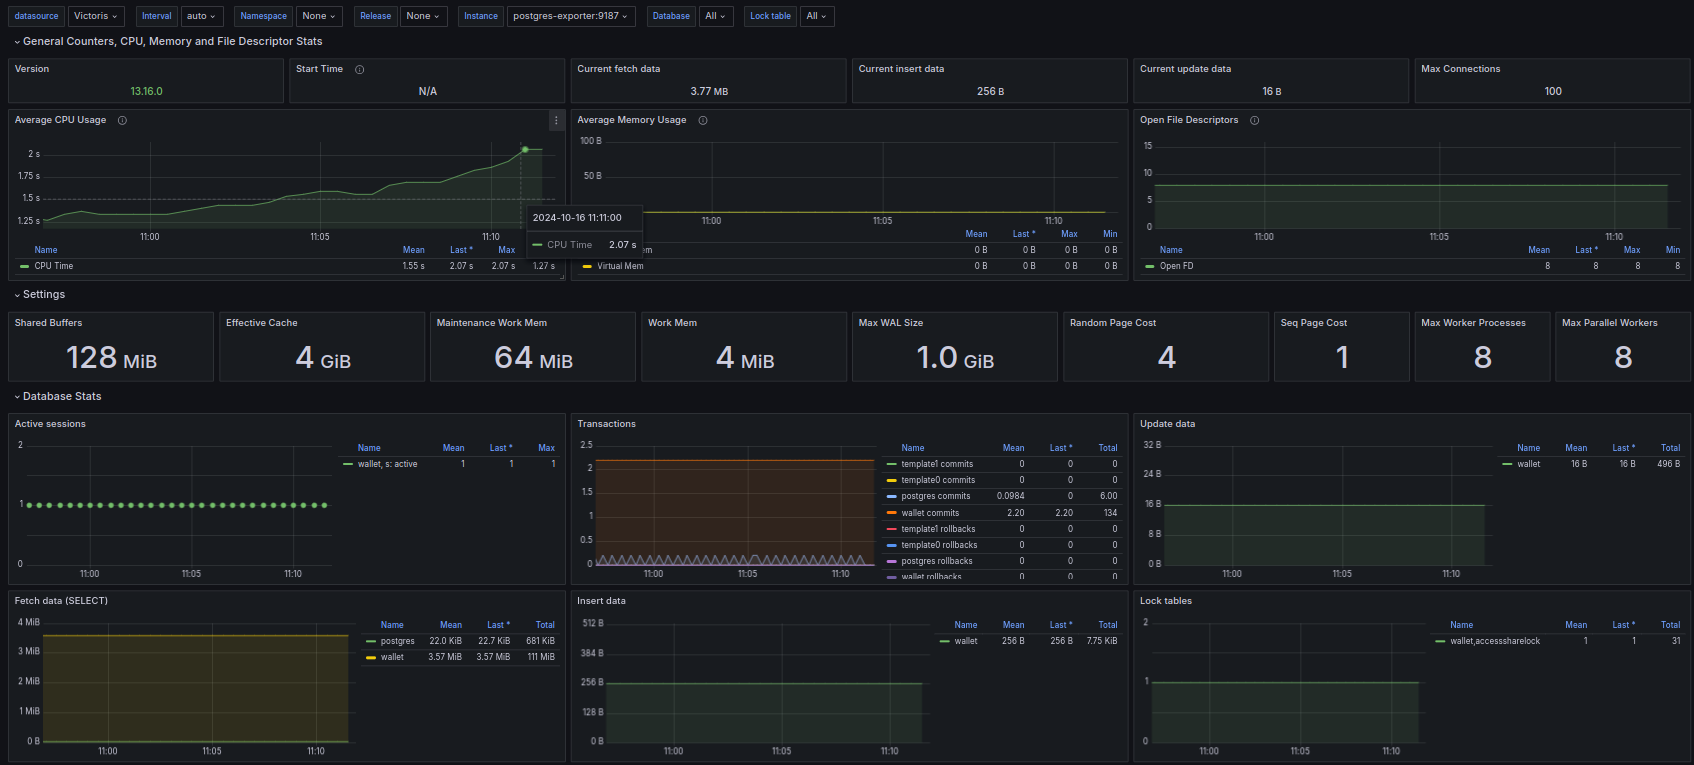 datasource Victoris Interval auto Namespace None Release None Instance postgres-exporter:9187 Database All Lock table All
General Counters, CPU, Memory and File Descriptor Stats
Version Start Time Current fetch data Current insert data Current update data Max Connections
13.16.0 N/A 3.77 MB 256 B 16 B 100
Average CPU Usage
2 s
1.75 s
1.5 s
1.25 s
11:00 11:05 11:10
Name Mean Last * Max
CPU Time 1.55 s 2.07 s 2.07 s 1.27 s
2024-10-16 11:11:00
CPU Time 2.07 s
Average Memory Usage
100 B
50 B
11:00 11:05 11:10
Mean Last * Max Min
em 0 B 0 B 0 B 0 B
Virtual Mem 0 B 0 B 0 B 0 B
Open File Descriptors
15
10
5
0
11:00 11:05 11:10
Name Mean Last * Max Min
Open FD 8 8 8 8
Settings
Shared Buffers Effective Cache Maintenance Work Mem Work Mem Max WAL Size Random Page Cost Seq Page Cost Max Worker Processes Max Parallel Workers
128 MiB 4 GiB 64 MiB 4 MiB 1.0 GiB 4 1 8 8
Database Stats
Active sessions
2
1
0
11:00 11:05 11:10
Name Mean Last * Max
wallet, s: active 1 1 1
Transactions
2.5
2
1.5
1
0.5
0
11:00 11:05 11:10
Name Mean Last * Total
template1 commits 0 0 0
template0 commits 0 0 0
postgres commits 0.0984 0 6.00
wallet commits 2.20 2.20 134
template1 rollbacks 0 0 0
template0 rollbacks 0 0 0
postgres rollbacks 0 0 0
wallet rollbacks 0 0 0
Update data
32 B
24 B
16 B
8 B
0 B
11:00 11:05 11:10
Name Mean Last * Total
wallet 16 B 16 B 496 B
Fetch data (SELECT)
4 MiB
3 MiB
2 MiB
1 MiB
0 B
11:00 11:05 11:10
Name Mean Last * Total
postgres 22.0 KiB 22.7 KiB 681 KiB
wallet 3.57 MiB 3.57 MiB 111 MiB
Insert data
512 B
384 B
256 B
128 B
0 B
11:00 11:05 11:10
Name Mean Last * Total
wallet 256 B 256 B 7.75 KiB
Lock tables
2
1
0
11:00 11:05 11:10
Name Mean Last * Total
wallet,accesssharelock 1 1 31